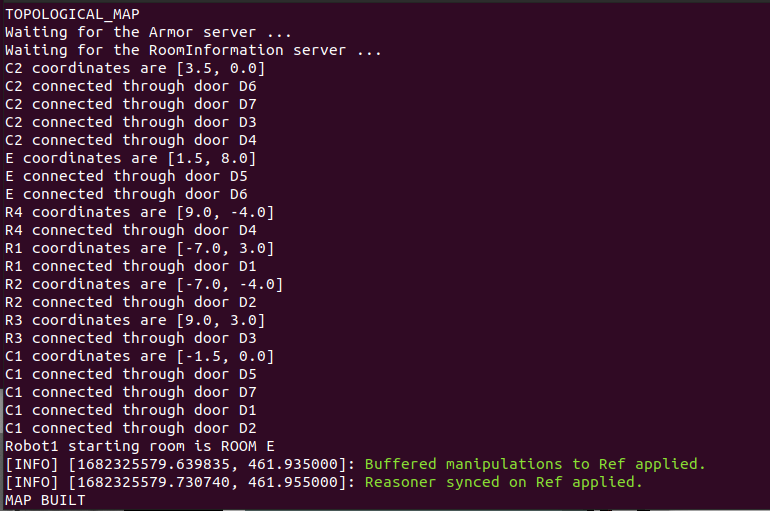 TOPOLOGICAL_MAP
Waiting for the Armor server ...
Waiting for the RoomInformation server ...
C2 coordinates are [3.5, 0.0]
C2 connected through door D6
C2 connected through door D7
C2 connected through door D3
C2 connected through door D4
E coordinates are [1.5, 8.0]
E connected through door D5
E connected through door D6
R4 coordinates are [9.0, -4.0]
R4 connected through door D4
R1 coordinates are [-7.0, 3.0]
R1 connected through door D1
R2 coordinates are [-7.0, -4.0]
R2 connected through door D2
R3 coordinates are [9.0, 3.0]
R3 connected through door D3
C1 coordinates are [-1.5, 0.0]
C1 connected through door D5
C1 connected through door D7
C1 connected through door D1
C1 connected through door D2
Robot1 starting room is ROOM E
[INFO] [1682325579.639835, 461.935000]: Buffered manipulations to Ref applied.
[INFO] [1682325579.730740, 461.955000]: Reasoner synced on Ref applied.
MAP BUILT